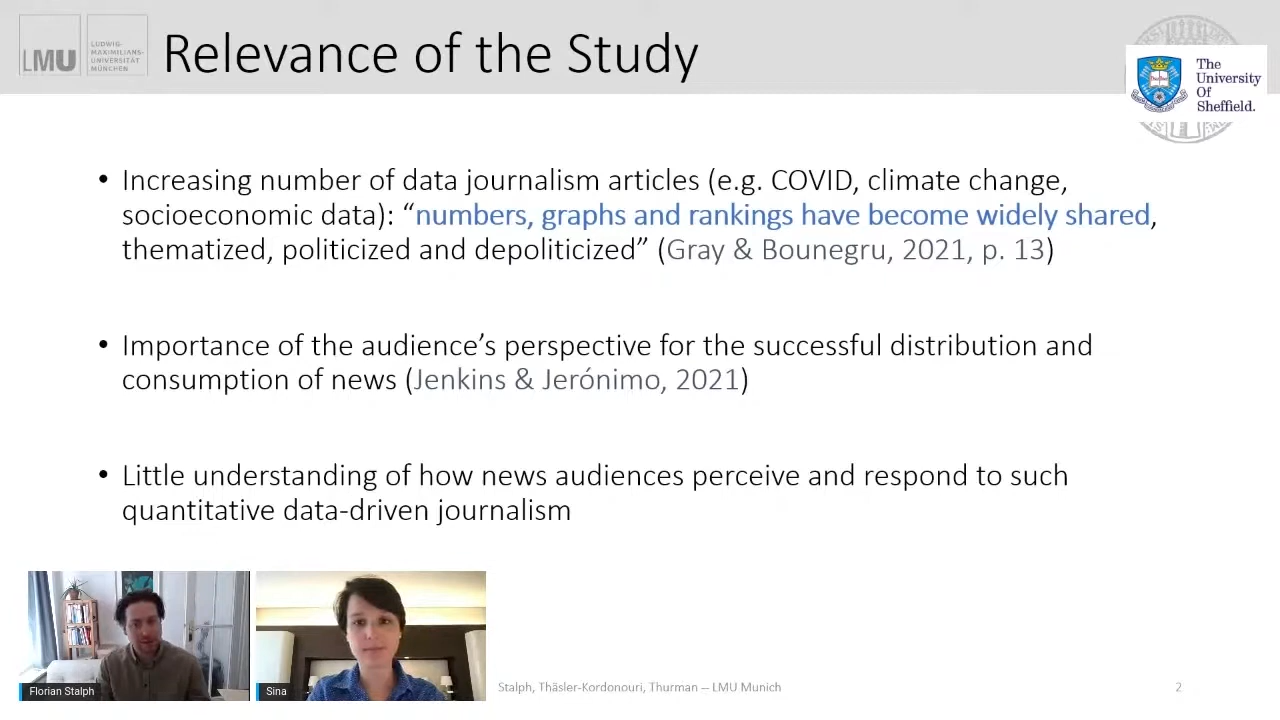 LMU
LUDWIG-
MAXIMILIANS-
UNIVERSITÄT
MÜNCHEN
Relevance of the Study
The
University
Of
Sheffield.
• Increasing number of data journalism articles (e.g. COVID, climate change,
socioeconomic data): “numbers, graphs and rankings have become widely shared,
thematized, politicized and depoliticized” (Gray & Bounegru, 2021, p. 13)
• Importance of the audience’s perspective for the successful distribution and
consumption of news (Jenkins & Jerónimo, 2021)
• Little understanding of how news audiences perceive and respond to such
quantitative data-driven journalism
Florian Stalph
Sina
Stalph, Thäsler-Kordonouri, Thurman – LMU Munich
2